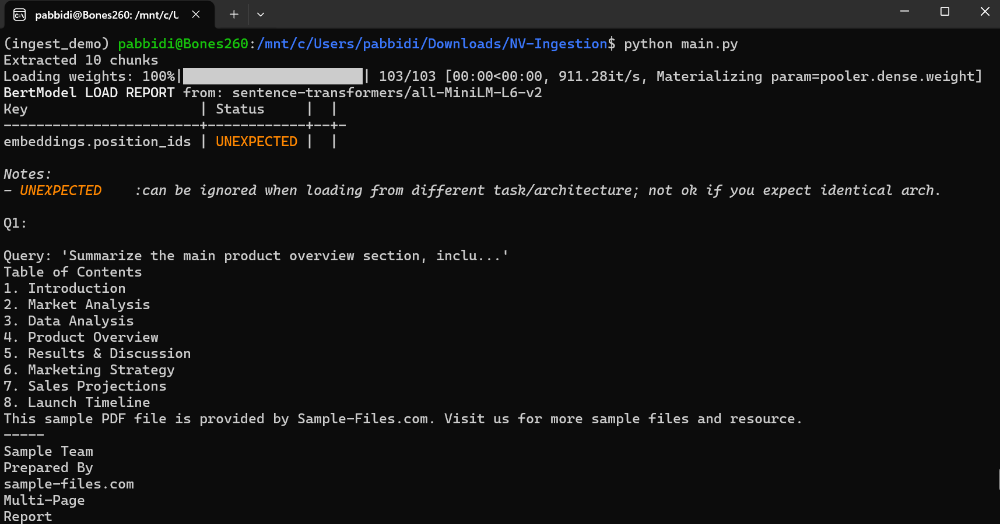 pabbidi@Bones260: /mnt/c/U
(ingest_demo) pabbidi@Bones260:/mnt/c/Users/pabbidi/Downloads/NV-Ingestion$ python main.py
Extracted 10 chunks
Loading weights: 100%| | 103/103 [00:00<00:00, 911.28it/s, Materializing param=pooler.dense.weight]
BertModel LOAD REPORT from: sentence-transformers/all-MiniLM-L6-v2
Key | Status | |
------------------------+------------+--+-
embeddings.position_ids | UNEXPECTED | |
Notes:
- UNEXPECTED :can be ignored when loading from different task/architecture; not ok if you expect identical arch.
Q1:
Query: 'Summarize the main product overview section, inclu...'
Table of Contents
1. Introduction
2. Market Analysis
3. Data Analysis
4. Product Overview
5. Results & Discussion
6. Marketing Strategy
7. Sales Projections
8. Launch Timeline
This sample PDF file is provided by Sample-Files.com. Visit us for more sample files and resource.
-----
Sample Team
Prepared By
sample-files.com
Multi-Page
Report